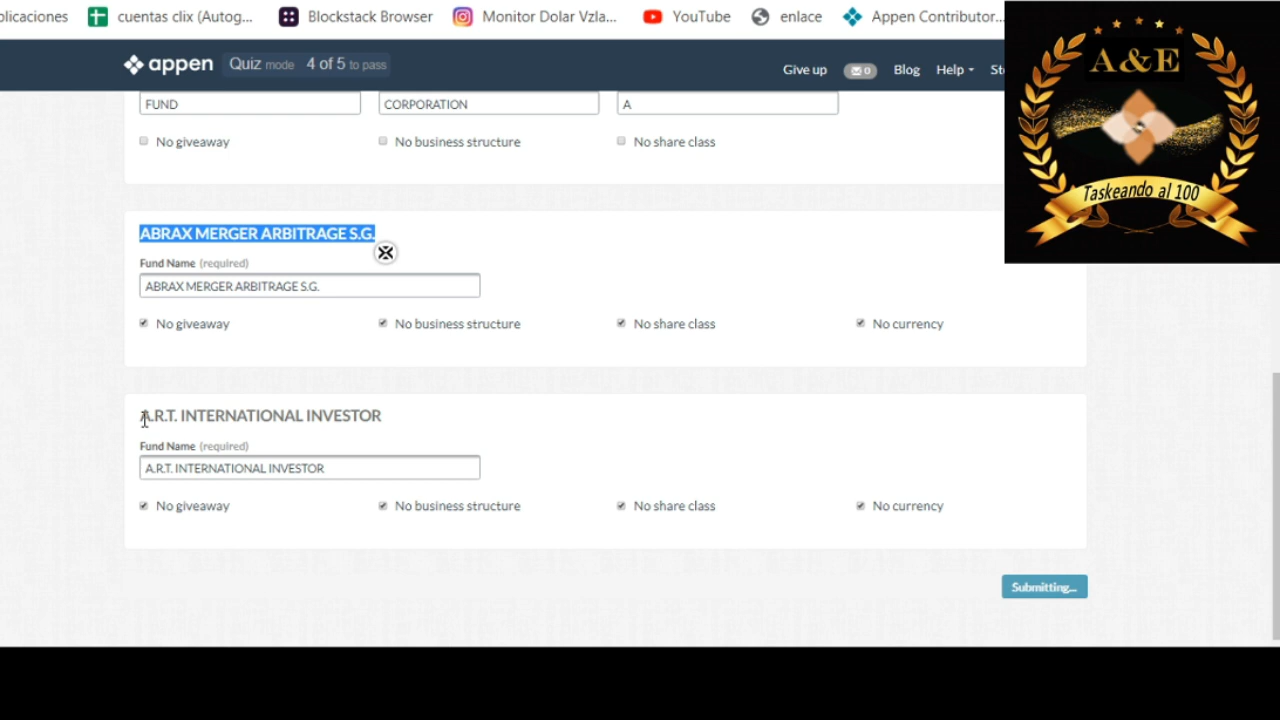 plicaciones cuentas clix (Autog... Blockstack Browser Monitor Dolar Vzla... YouTube enlace Appen Contributor...
appen Quiz mode 4 of 5 to pass Give up 0 Blog Help St
A&E
Taskeando al 100
FUND CORPORATION A
No giveaway No business structure No share class
ABRAX MERGER ARBITRAGE S.G.
Fund Name (required)
ABRAX MERGER ARBITRAGE S.G.
No giveaway No business structure No share class No currency
A.R.T. INTERNATIONAL INVESTOR
Fund Name (required)
A.R.T. INTERNATIONAL INVESTOR
No giveaway No business structure No share class No currency
Submitting...